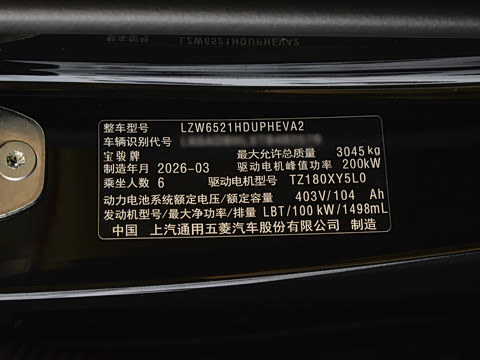 整车型号 LZW6521HDUPHEVA2
车辆识别代号
宝骏牌 最大允许总质量 3045kg
制造年月 2026-03 驱动电机峰值功率 200kW
乘坐人数 6 驱动电机型号 TZ180XY5L0
动力电池系统额定电压/额定容量 403V/104 Ah
发动机型号/最大净功率/排量 LBT/100kW/1498mL
中国 上汽通用五菱汽车股份有限公司 制造